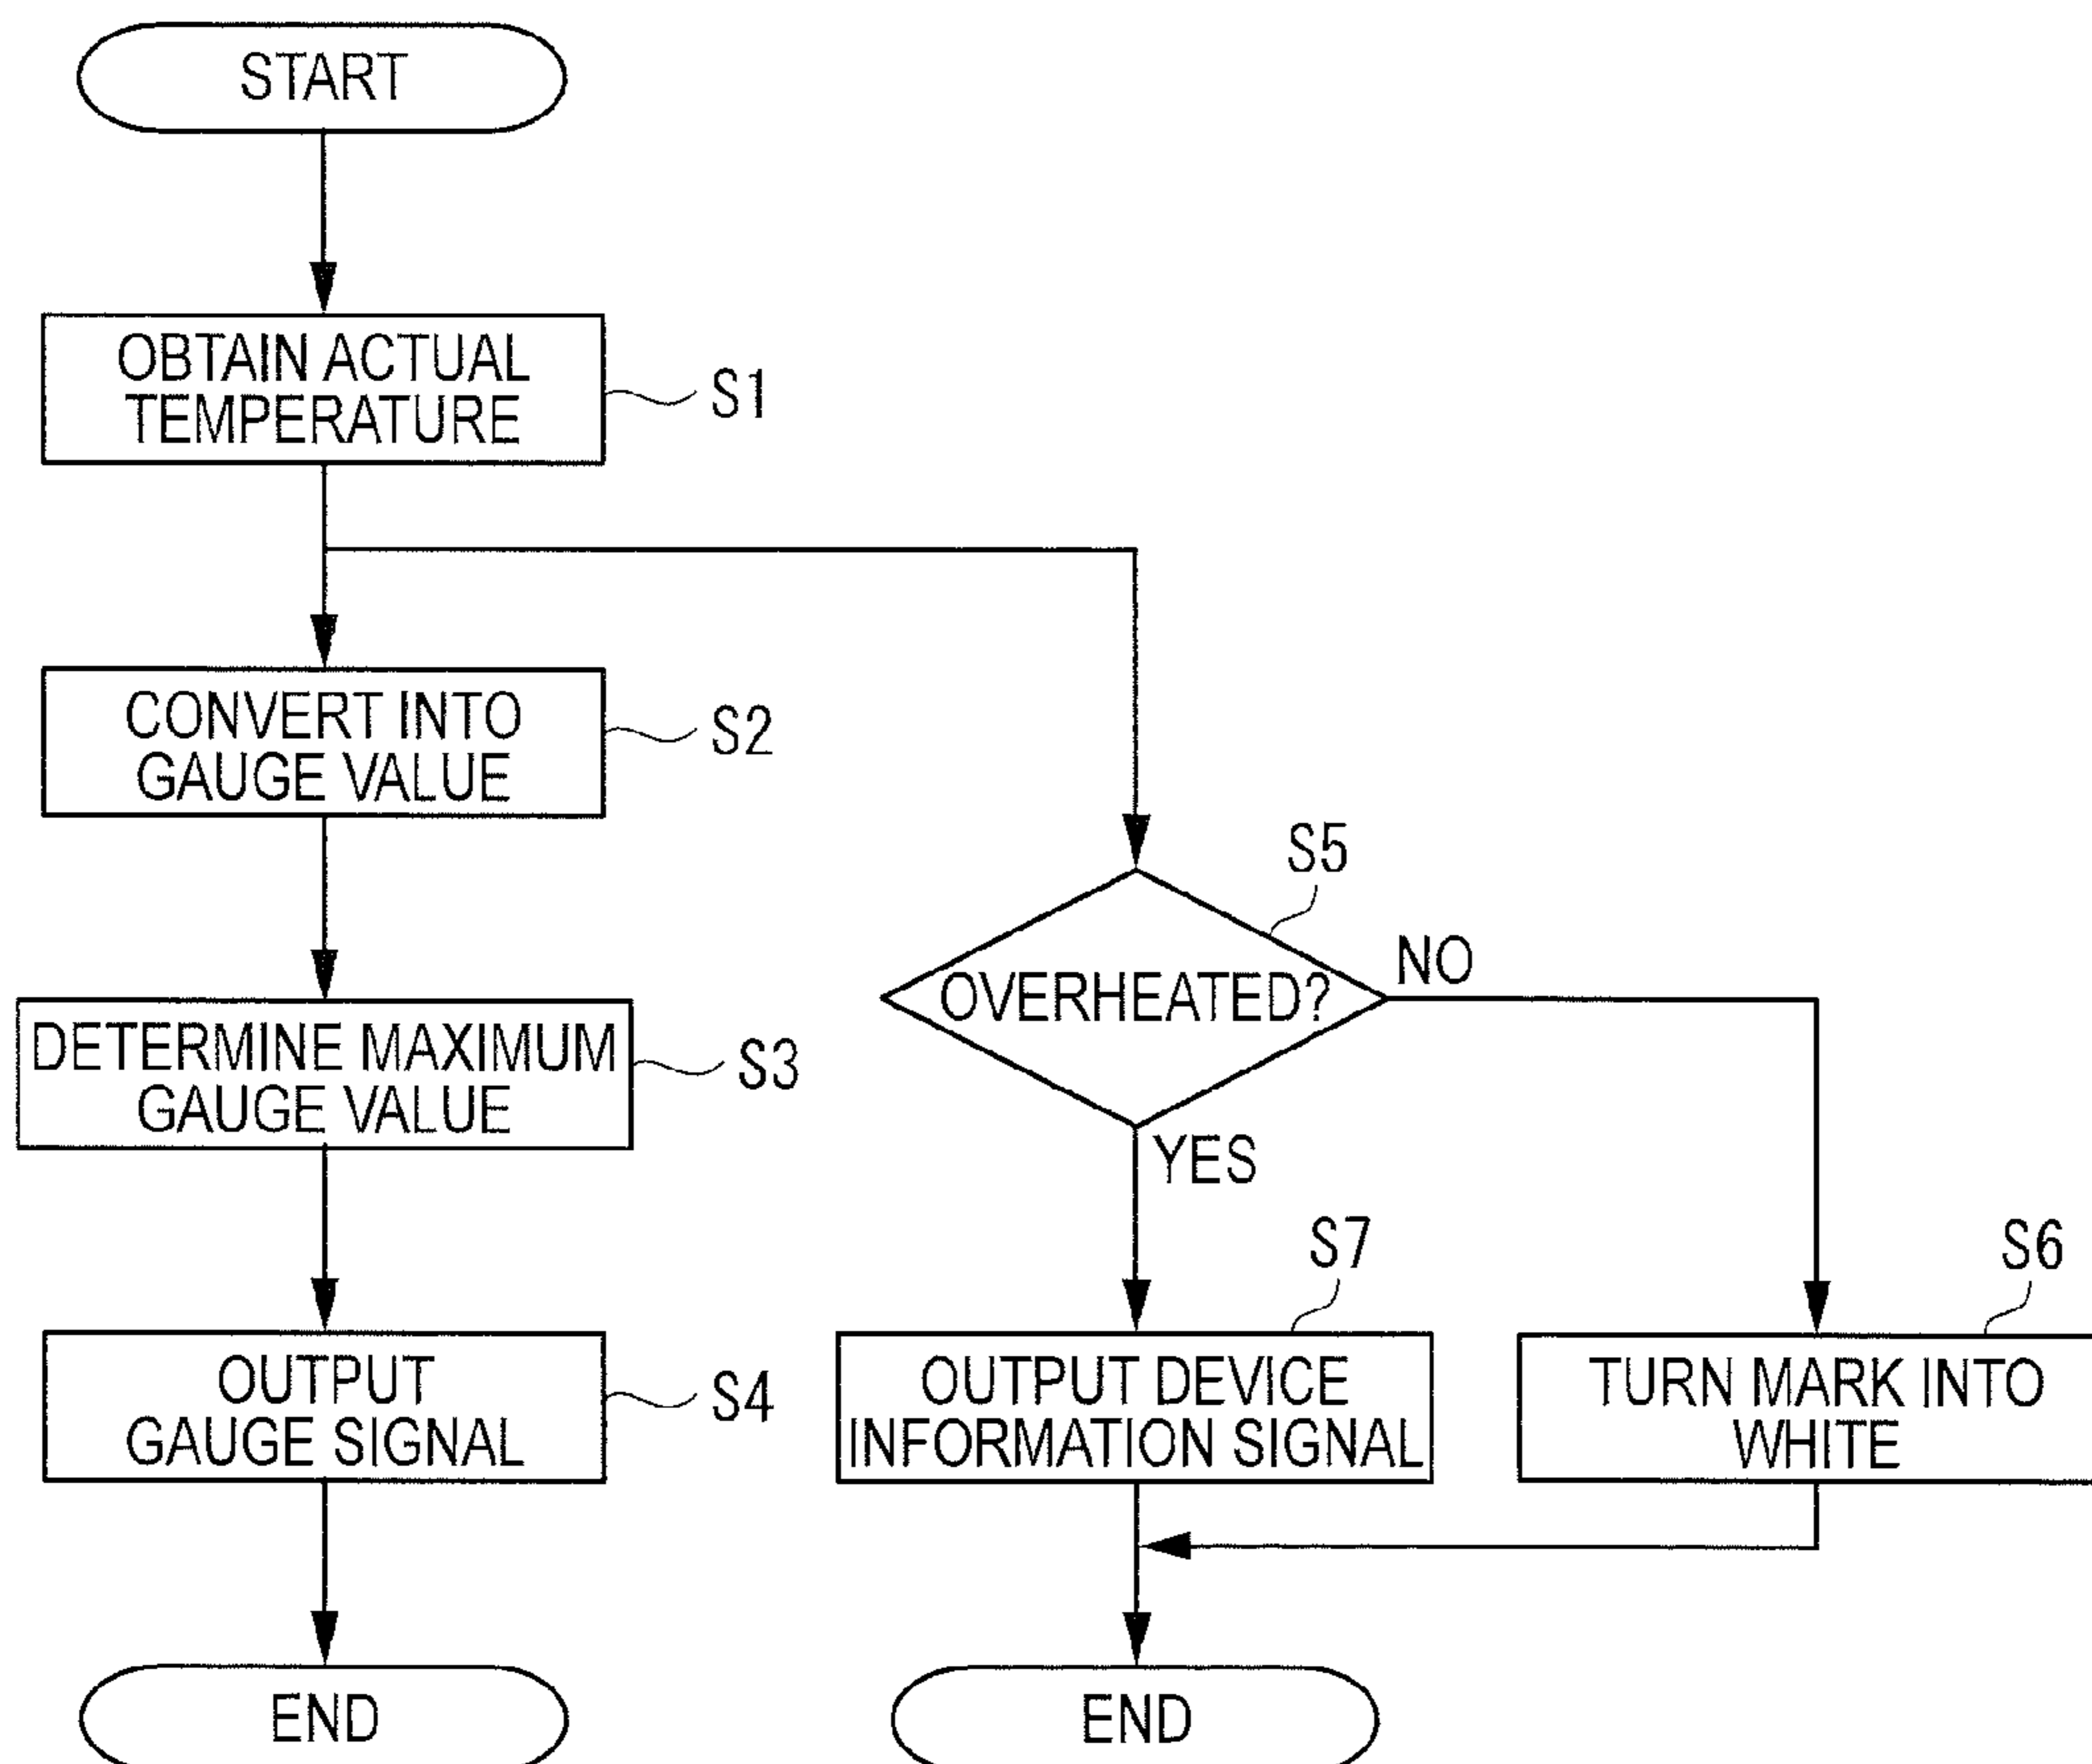 START
OBTAIN ACTUAL
TEMPERATURE
S1
CONVERT INTO
GAUGE VALUE
S2
DETERMINE MAXIMUM
GAUGE VALUE
S3
OUTPUT
GAUGE SIGNAL
S4
END
S5
OVERHEATED?
NO
YES
S7
OUTPUT DEVICE
INFORMATION SIGNAL
S6
TURN MARK INTO
WHITE
END